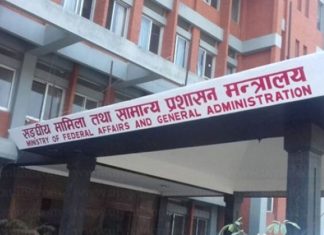 सङ्घीय मामिला तथा सामान्य प्रशासन मन्त्रालय
MINISTRY OF FEDERAL AFFAIRS AND GENERAL ADMINISTRATION